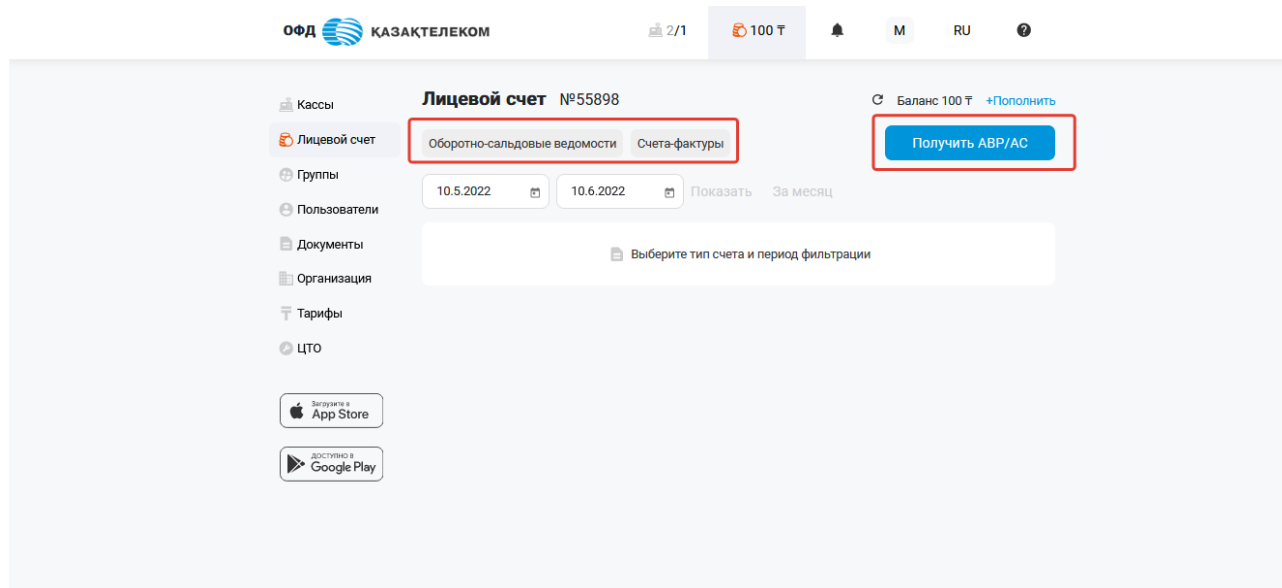 ОФД ҚАЗАҚТЕЛЕКОМ 2/1 100 ₸ М RU
Кассы
Лицевой счет
Группы
Пользователи
Документы
Организация
Тарифы
ЦТО
Загрузите в
App Store
ДОСТУПНО В
Google Play
Лицевой счет №55898
Баланс 100 ₸ +Пополнить
Оборотно-сальдовые ведомости Счета-фактуры
Получить АВР/АС
10.5.2022 10.6.2022 Показать За месяц
Выберите тип счета и период фильтрации